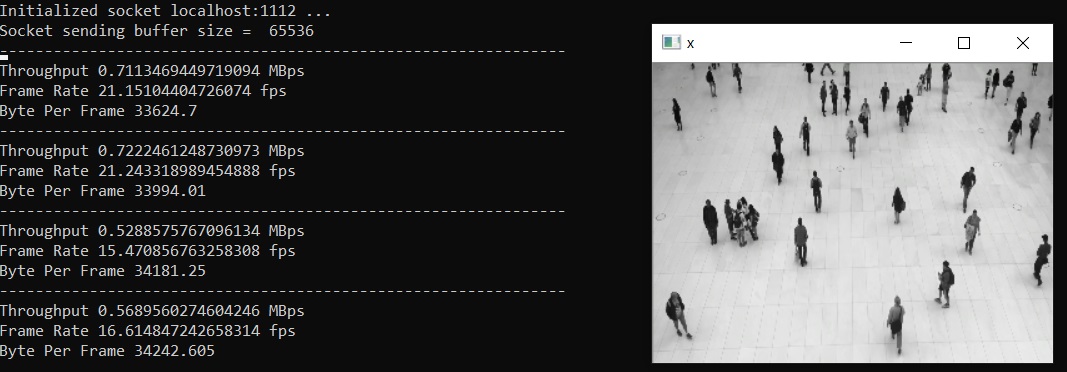 Initialized socket localhost:1112 ...
Socket sending buffer size =  65536
---------------------------------------------------------------
Throughput 0.7113469449719094 MBps
Frame Rate 21.15104404726074 fps
Byte Per Frame 33624.7
---------------------------------------------------------------
Throughput 0.7222461248730973 MBps
Frame Rate 21.243318989454888 fps
Byte Per Frame 33994.01
---------------------------------------------------------------
Throughput 0.5288575767096134 MBps
Frame Rate 15.470856763258308 fps
Byte Per Frame 34181.25
---------------------------------------------------------------
Throughput 0.5689560274604246 MBps
Frame Rate 16.614847242658314 fps
Byte Per Frame 34242.605
x